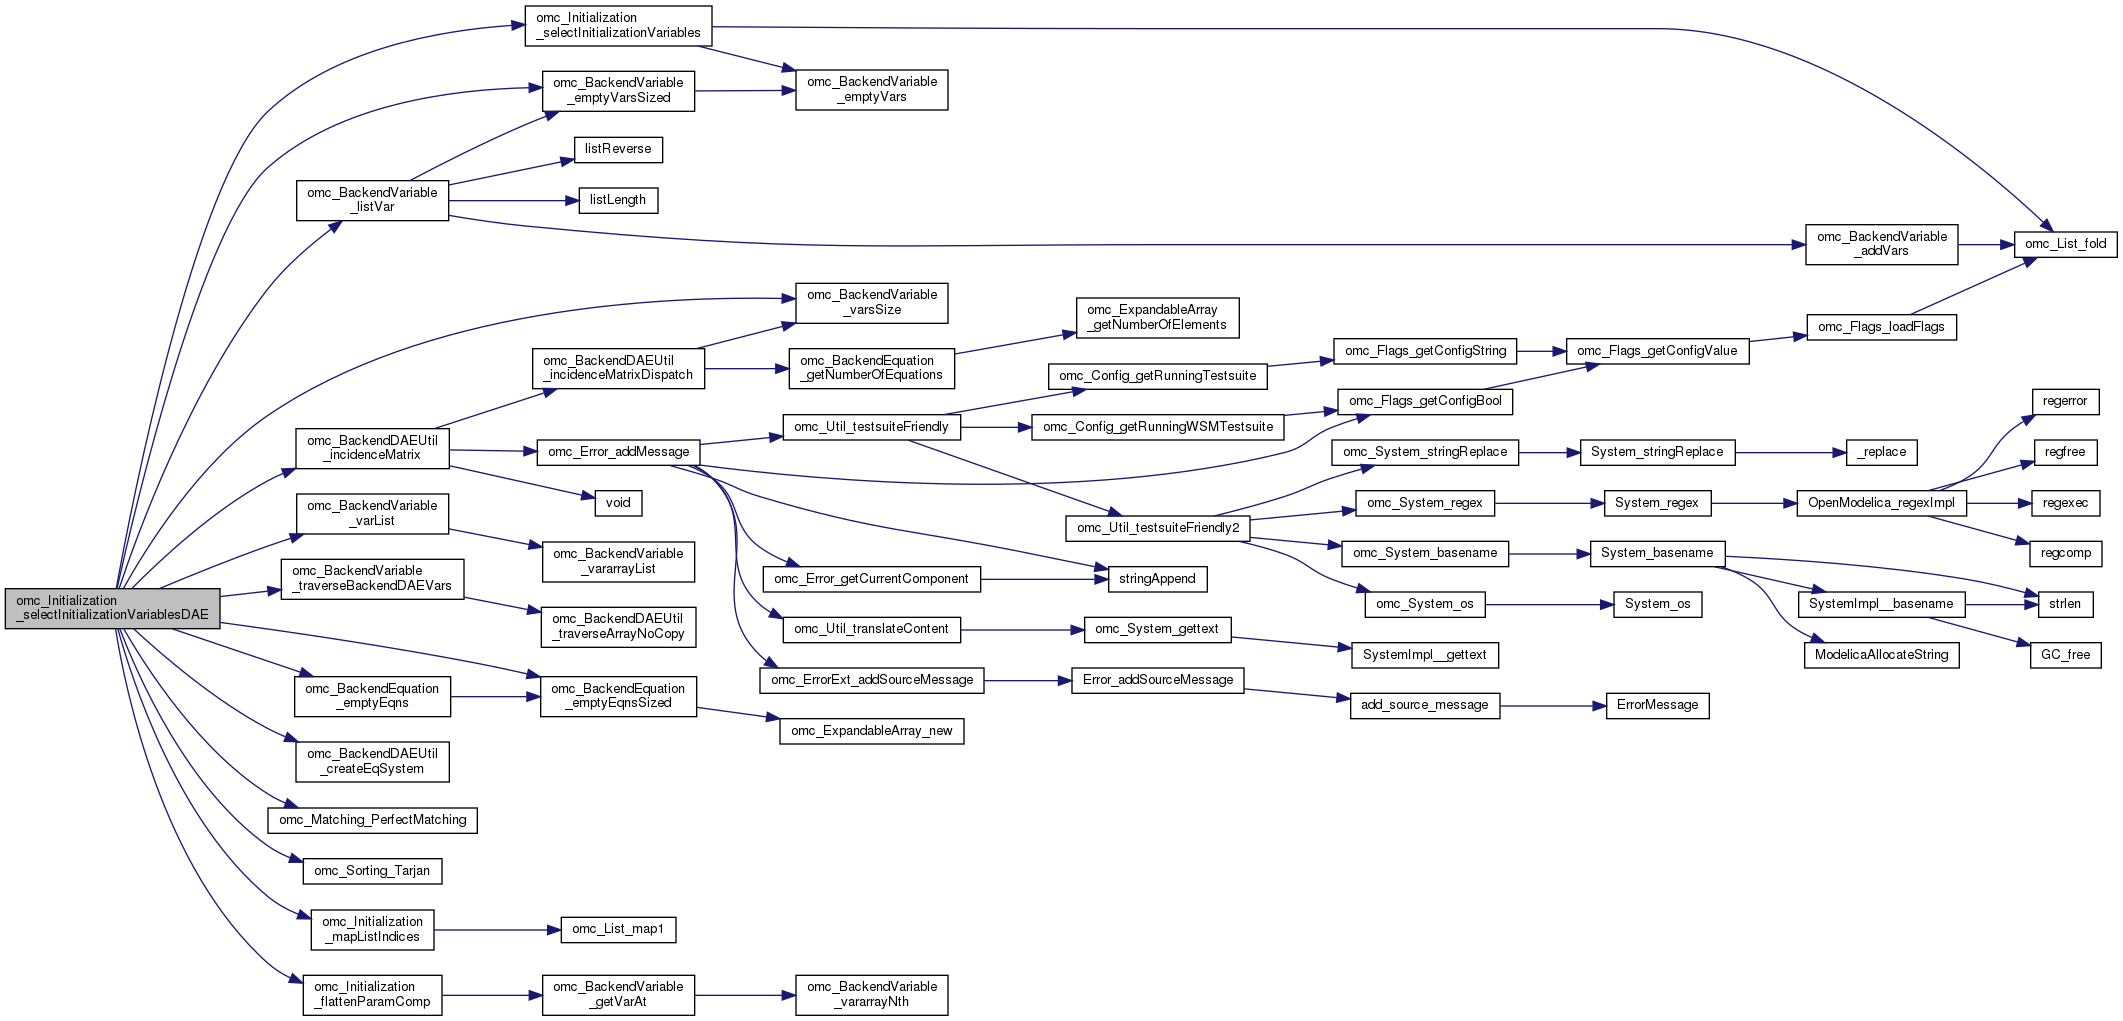 omc_Initialization
_selectInitializationVariablesDAE
omc_Initialization
_selectInitializationVariables
omc_BackendVariable
_emptyVarsSized
omc_BackendVariable
_emptyVars
omc_BackendVariable
_listVar
listReverse
listLength
omc_BackendVariable
_addVars
omc_List_fold
omc_BackendVariable
_varsSize
omc_BackendDAEUtil
_incidenceMatrix
omc_BackendDAEUtil
_incidenceMatrixDispatch
omc_BackendEquation
_getNumberOfEquations
omc_ExpandableArray
_getNumberOfElements
omc_Error_addMessage
void
omc_Util_testsuiteFriendly
omc_Config_getRunningTestsuite
omc_Config_getRunningWSMTestsuite
omc_Flags_getConfigString
omc_Flags_getConfigBool
omc_Flags_getConfigValue
omc_Flags_loadFlags
omc_Util_testsuiteFriendly2
omc_System_stringReplace
System_stringReplace
_replace
omc_System_regex
System_regex
OpenModelica_regexImpl
regerror
regfree
regexec
regcomp
omc_System_basename
System_basename
SystemImpl__basename
strlen
GC_free
ModelicaAllocateString
omc_System_os
System_os
omc_Error_getCurrentComponent
stringAppend
omc_Util_translateContent
omc_System_gettext
SystemImpl__gettext
omc_ErrorExt_addSourceMessage
Error_addSourceMessage
add_source_message
ErrorMessage
omc_BackendVariable
_varList
omc_BackendVariable
_vararrayList
omc_BackendVariable
_traverseBackendDAEVars
omc_BackendDAEUtil
_traverseArrayNoCopy
omc_BackendEquation
_emptyEqns
omc_BackendEquation
_emptyEqnsSized
omc_ExpandableArray_new
omc_BackendDAEUtil
_createEqSystem
omc_Matching_PerfectMatching
omc_Sorting_Tarjan
omc_Initialization
_mapListIndices
omc_List_map1
omc_Initialization
_flattenParamComp
omc_BackendVariable
_getVarAt
omc_BackendVariable
_vararrayNth